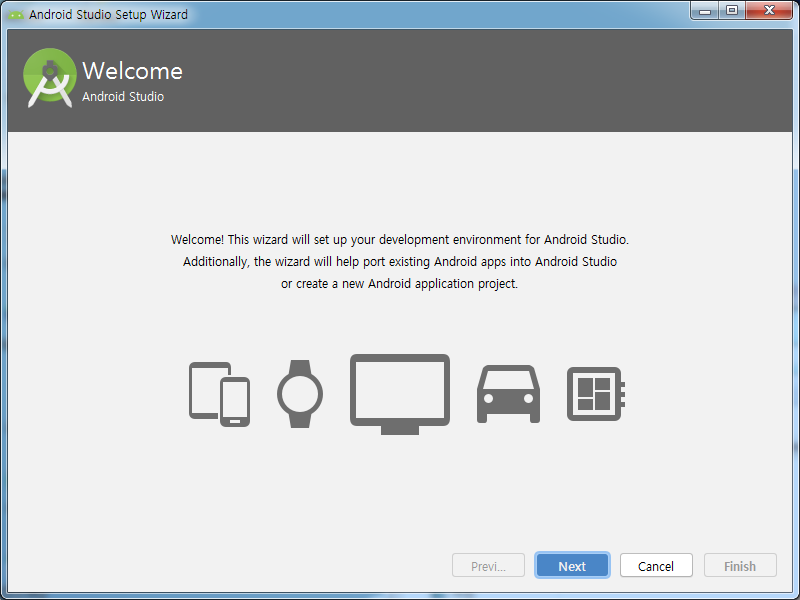 Android Studio Setup Wizard
Welcome
Android Studio
Welcome! This wizard will set up your development environment for Android Studio.
Additionally, the wizard will help port existing Android apps into Android Studio
or create a new Android application project.
Previ...
Next
Cancel
Finish